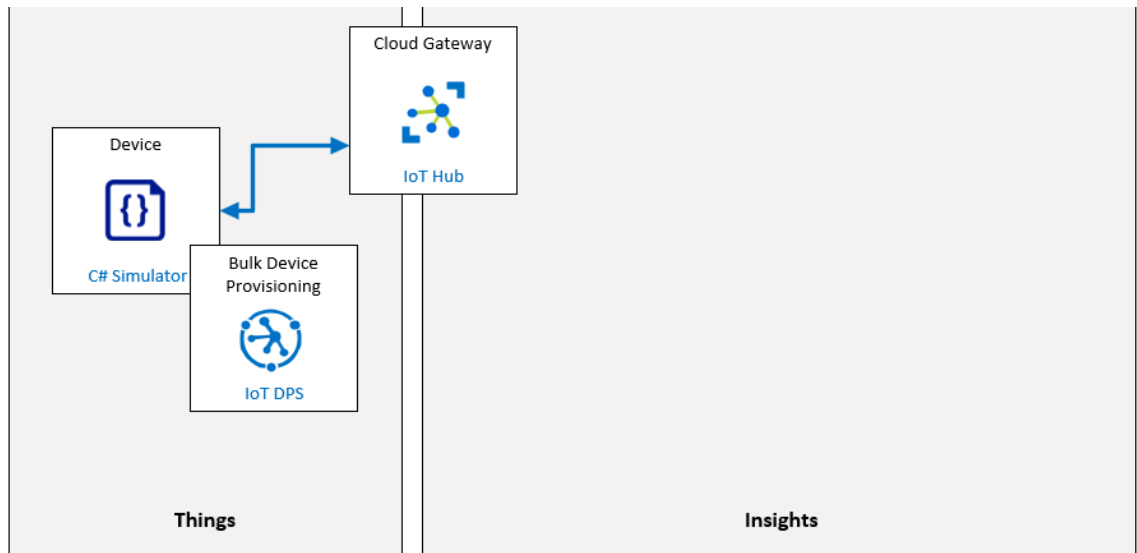 Cloud Gateway
IoT Hub
Device
{}
C# Simulator
Bulk Device
Provisioning
IoT DPS
Things
Insights